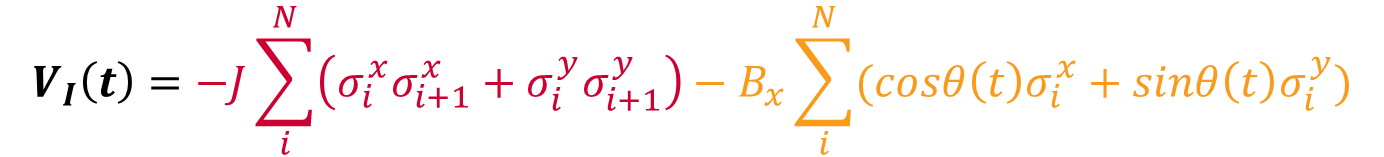 V_I(t) = -J ∑_i^N (σ_i^x σ_{i+1}^x + σ_i^y σ_{i+1}^y) - B_x ∑_i^N (cosθ(t)σ_i^x + sinθ(t)σ_i^y)